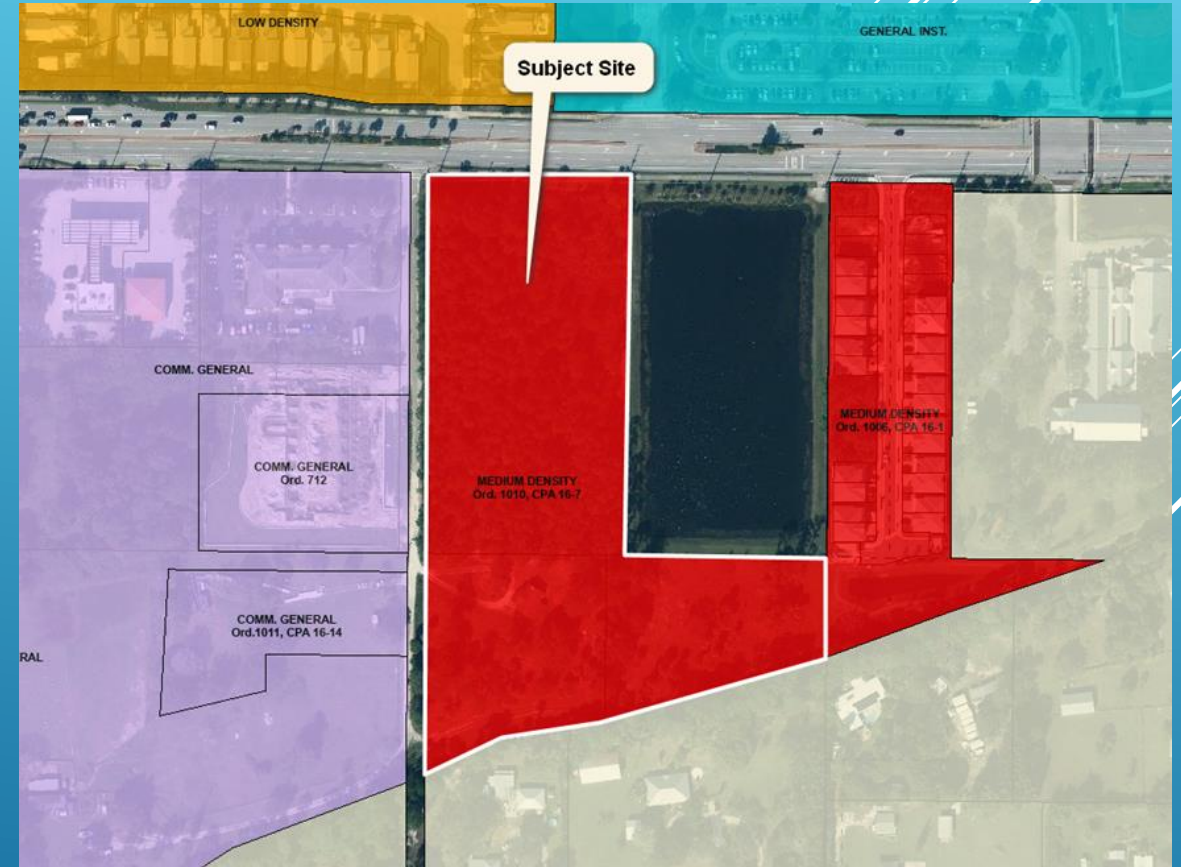 LOW DENSITY
GENERAL INST.
Subject Site
COMM. GENERAL
COMM. GENERAL
Ord. 712
MEDIUM DENSITY
Ord. 1010, CPA 16-7
MEDIUM DENSITY
Ord. 1006, CPA 16-1
COMM. GENERAL
Ord.1011, CPA 16-14
RAL